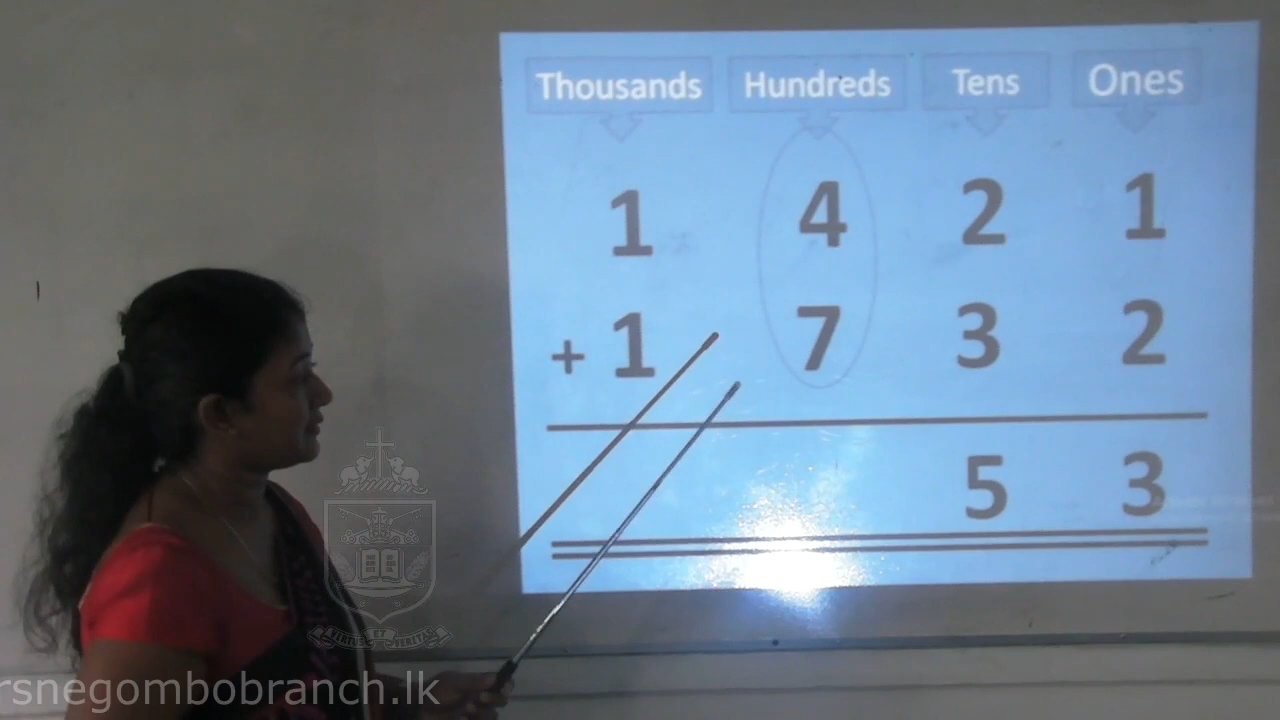 Thousands Hundreds Tens Ones
1 4 2 1
+ 1 7 3 2
5 3
rsnegombobranch.lk